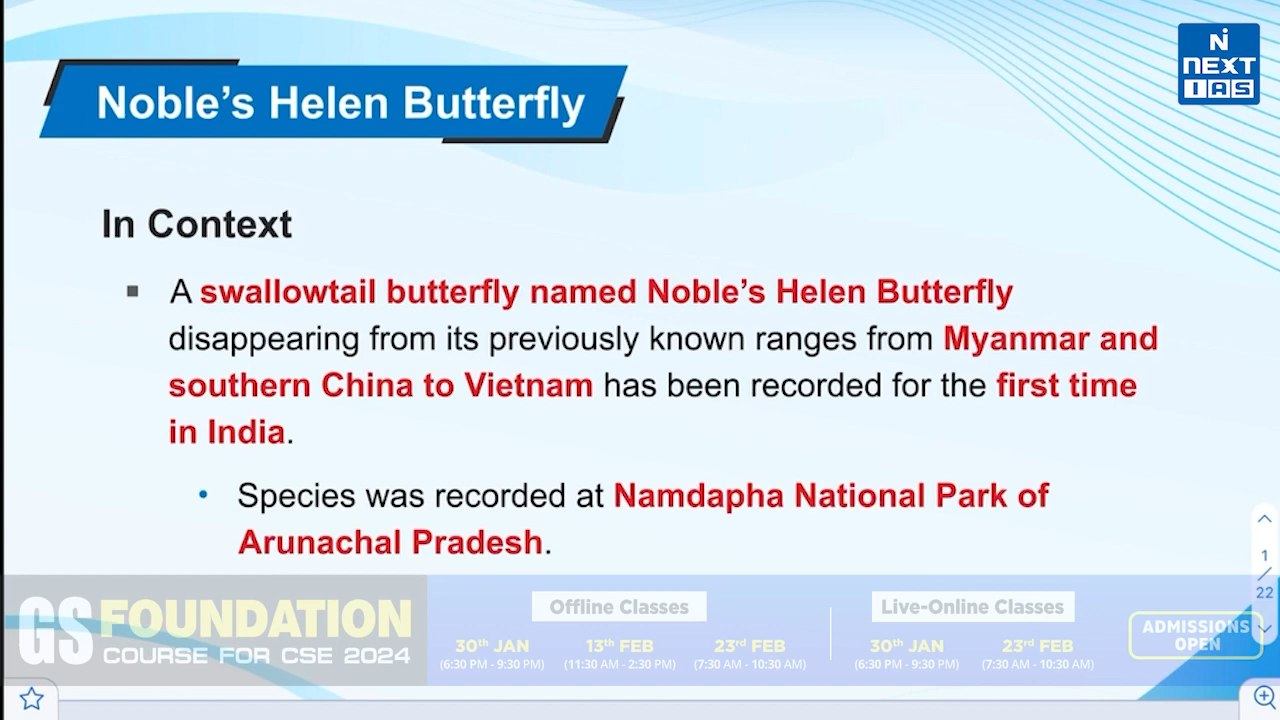 Noble's Helen Butterfly
NEXT
IAS
In Context
▪ A swallowtail butterfly named Noble's Helen Butterfly
disappearing from its previously known ranges from Myanmar and
southern China to Vietnam has been recorded for the first time
in India.
• Species was recorded at Namdapha National Park of
Arunachal Pradesh.
1
/
22
GS FOUNDATION
COURSE FOR CSE 2024
Offline Classes
30th JAN 13th FEB 23rd FEB
(6:30 PM - 9:30 PM) (11:30 AM - 2:30 PM) (7:30 AM - 10:30 AM)
Live-Online Classes
30th JAN 23rd FEB
(6:30 PM - 9:30 PM) (7:30 AM - 10:30 AM)
ADMISSIONS
OPEN